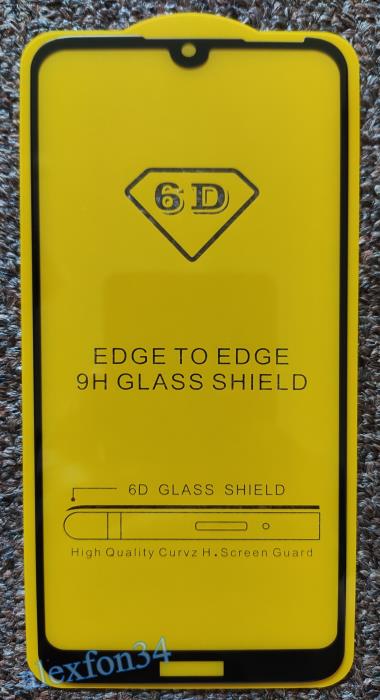 6D
EDGE TO EDGE
9H GLASS SHIELD
6D GLASS SHIELD
High Quality Curvz H.Screen Guard
alexfon34